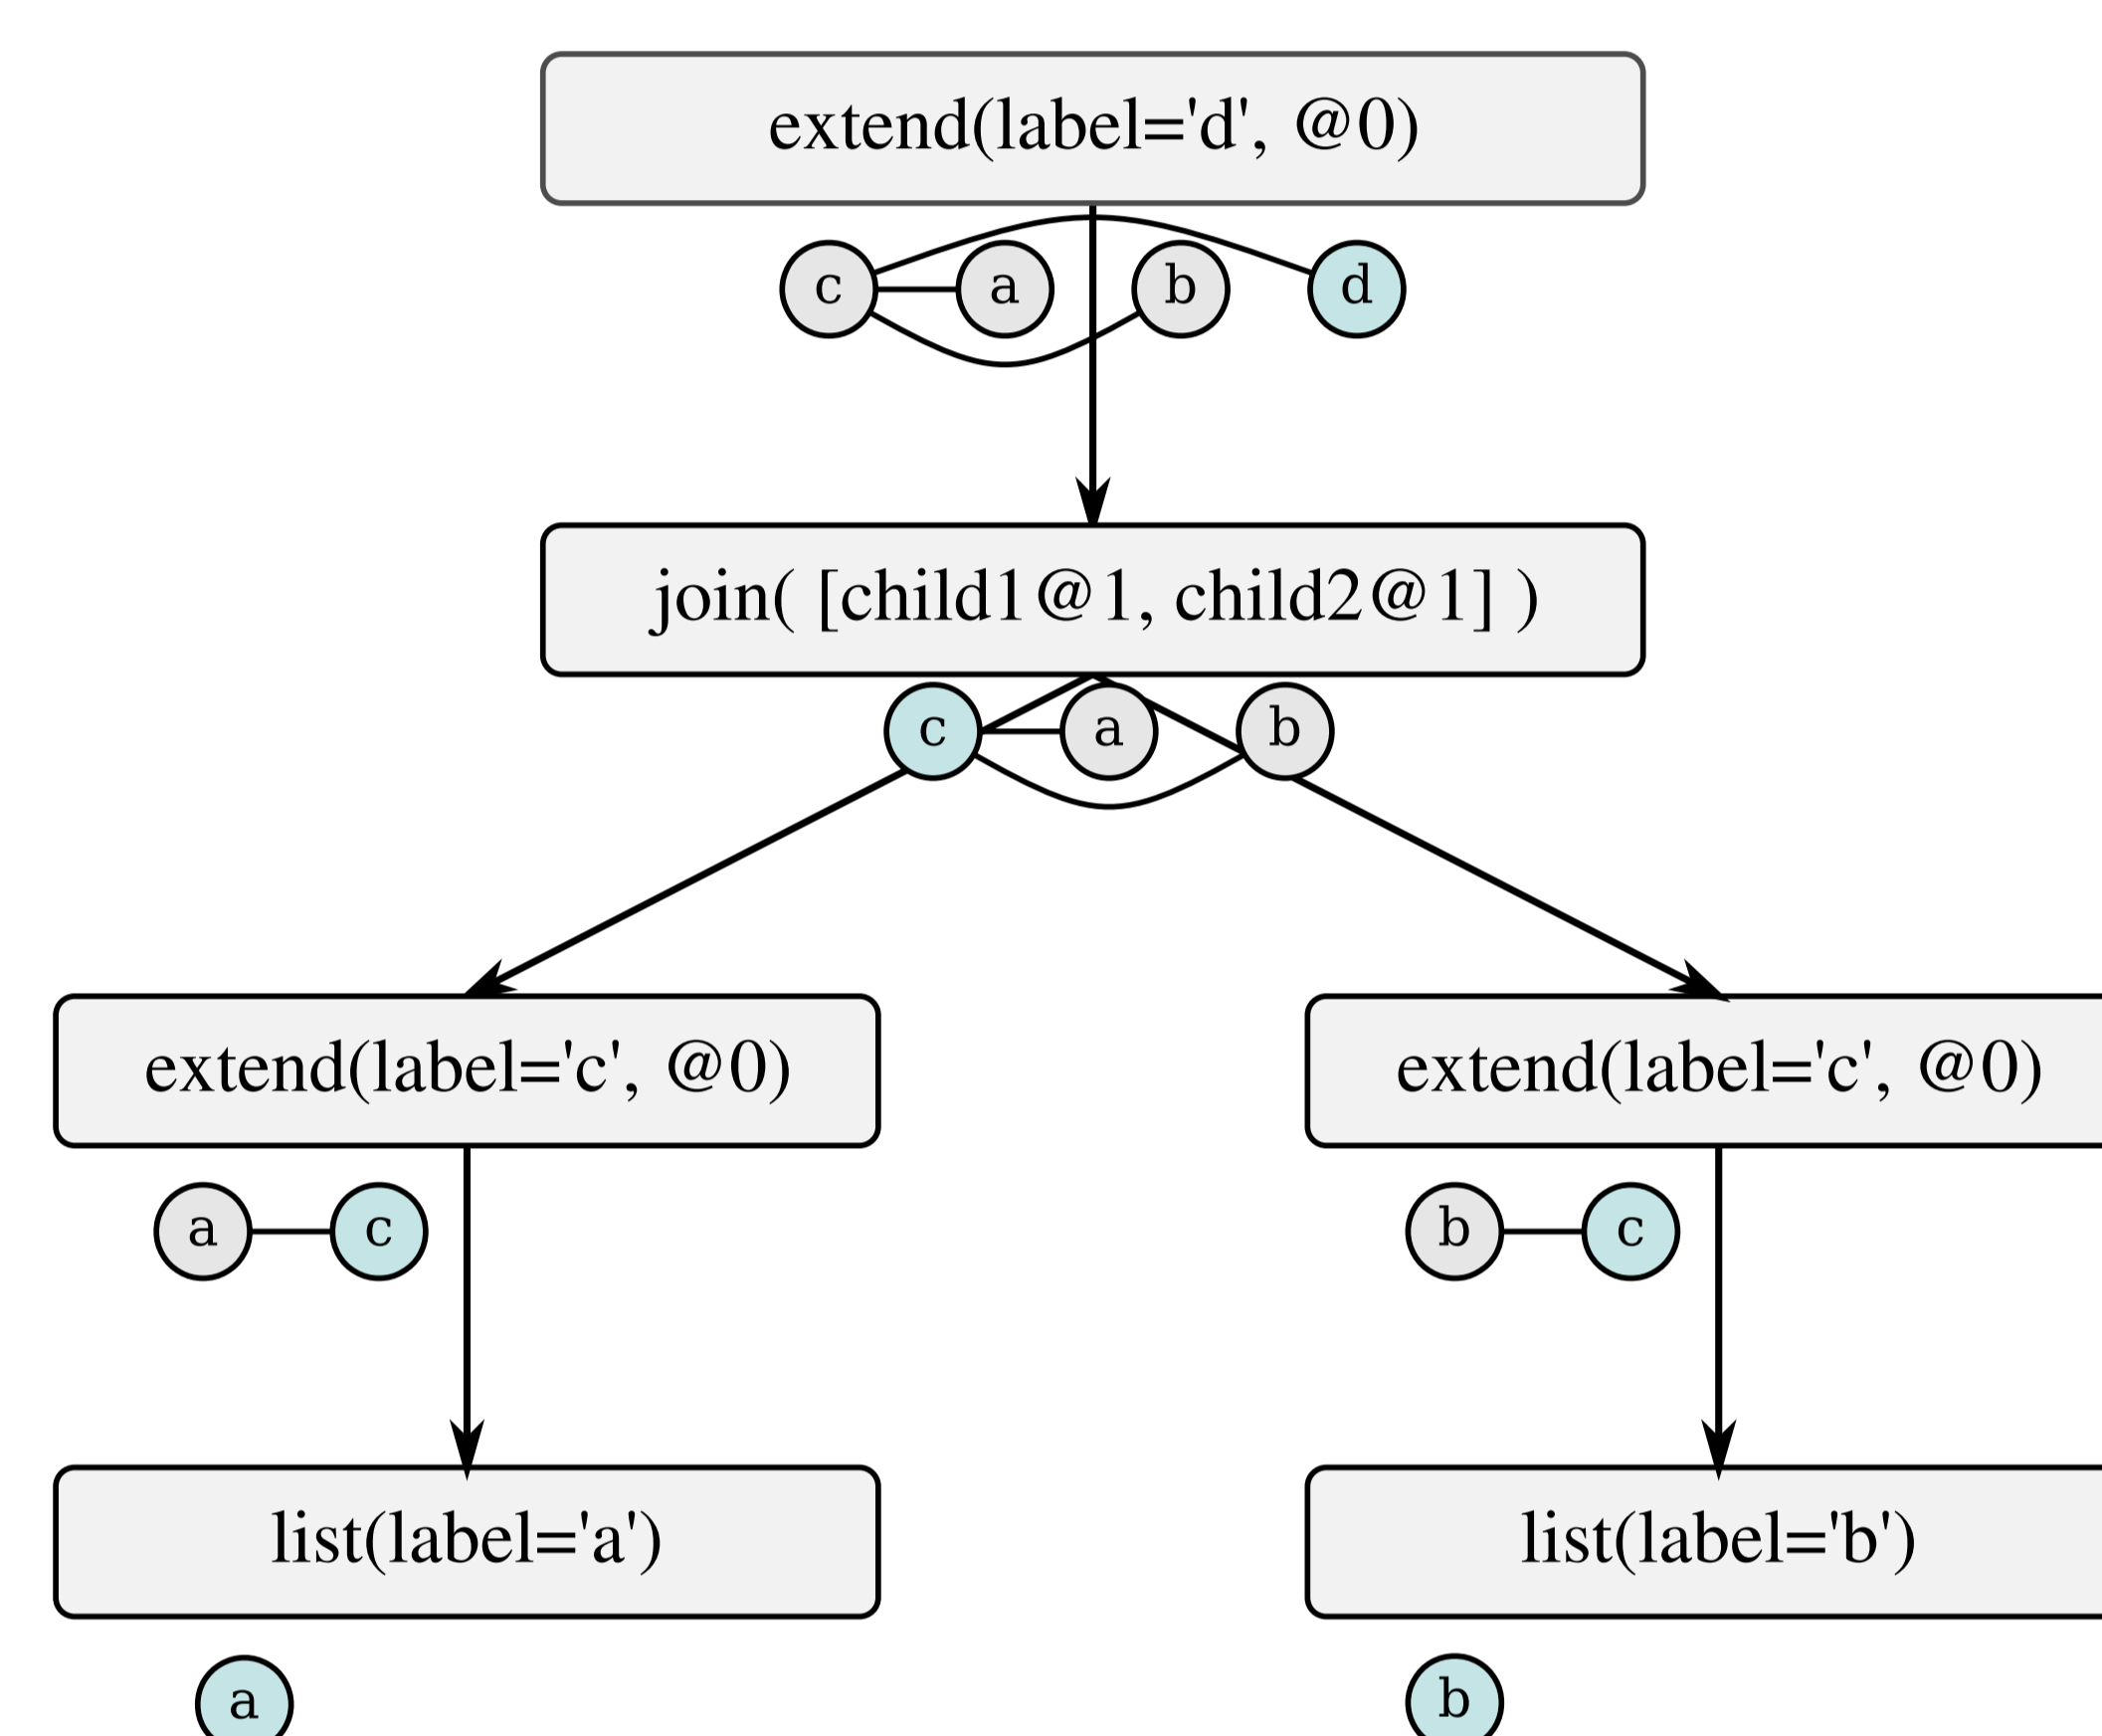 extend(label='d', @0)
c a b d
join( [child1@1, child2@1] )
c a b
extend(label='c', @0)
extend(label='c', @0)
a c
b c
list(label='a')
list(label='b')
a
b